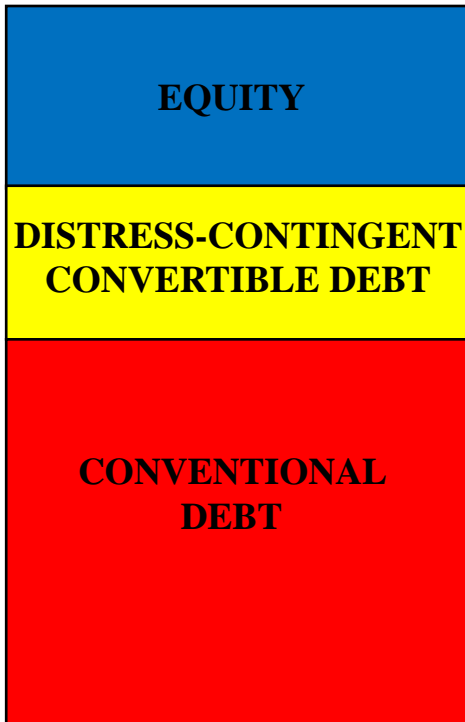 EQUITY
DISTRESS-CONTINGENT
CONVERTIBLE DEBT
CONVENTIONAL
DEBT